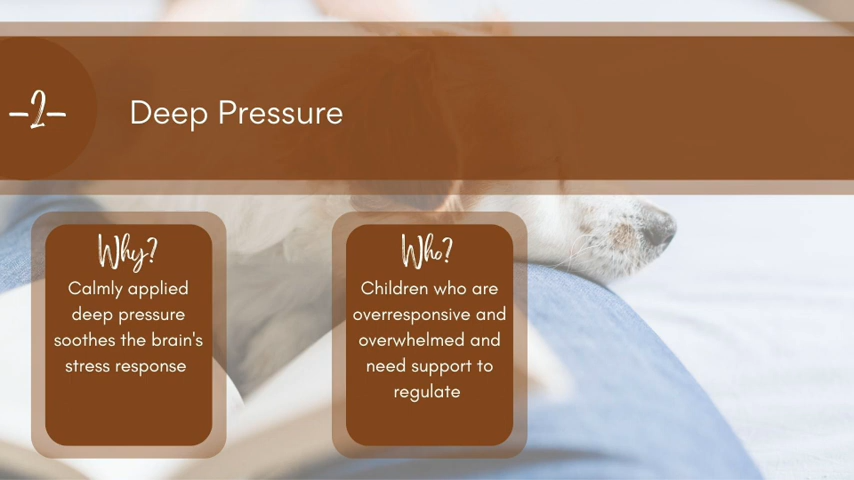 -2-
Deep Pressure
Why?
Calmly applied
deep pressure
soothes the brain's
stress response
Who?
Children who are
overresponsive and
overwhelmed and
need support to
regulate